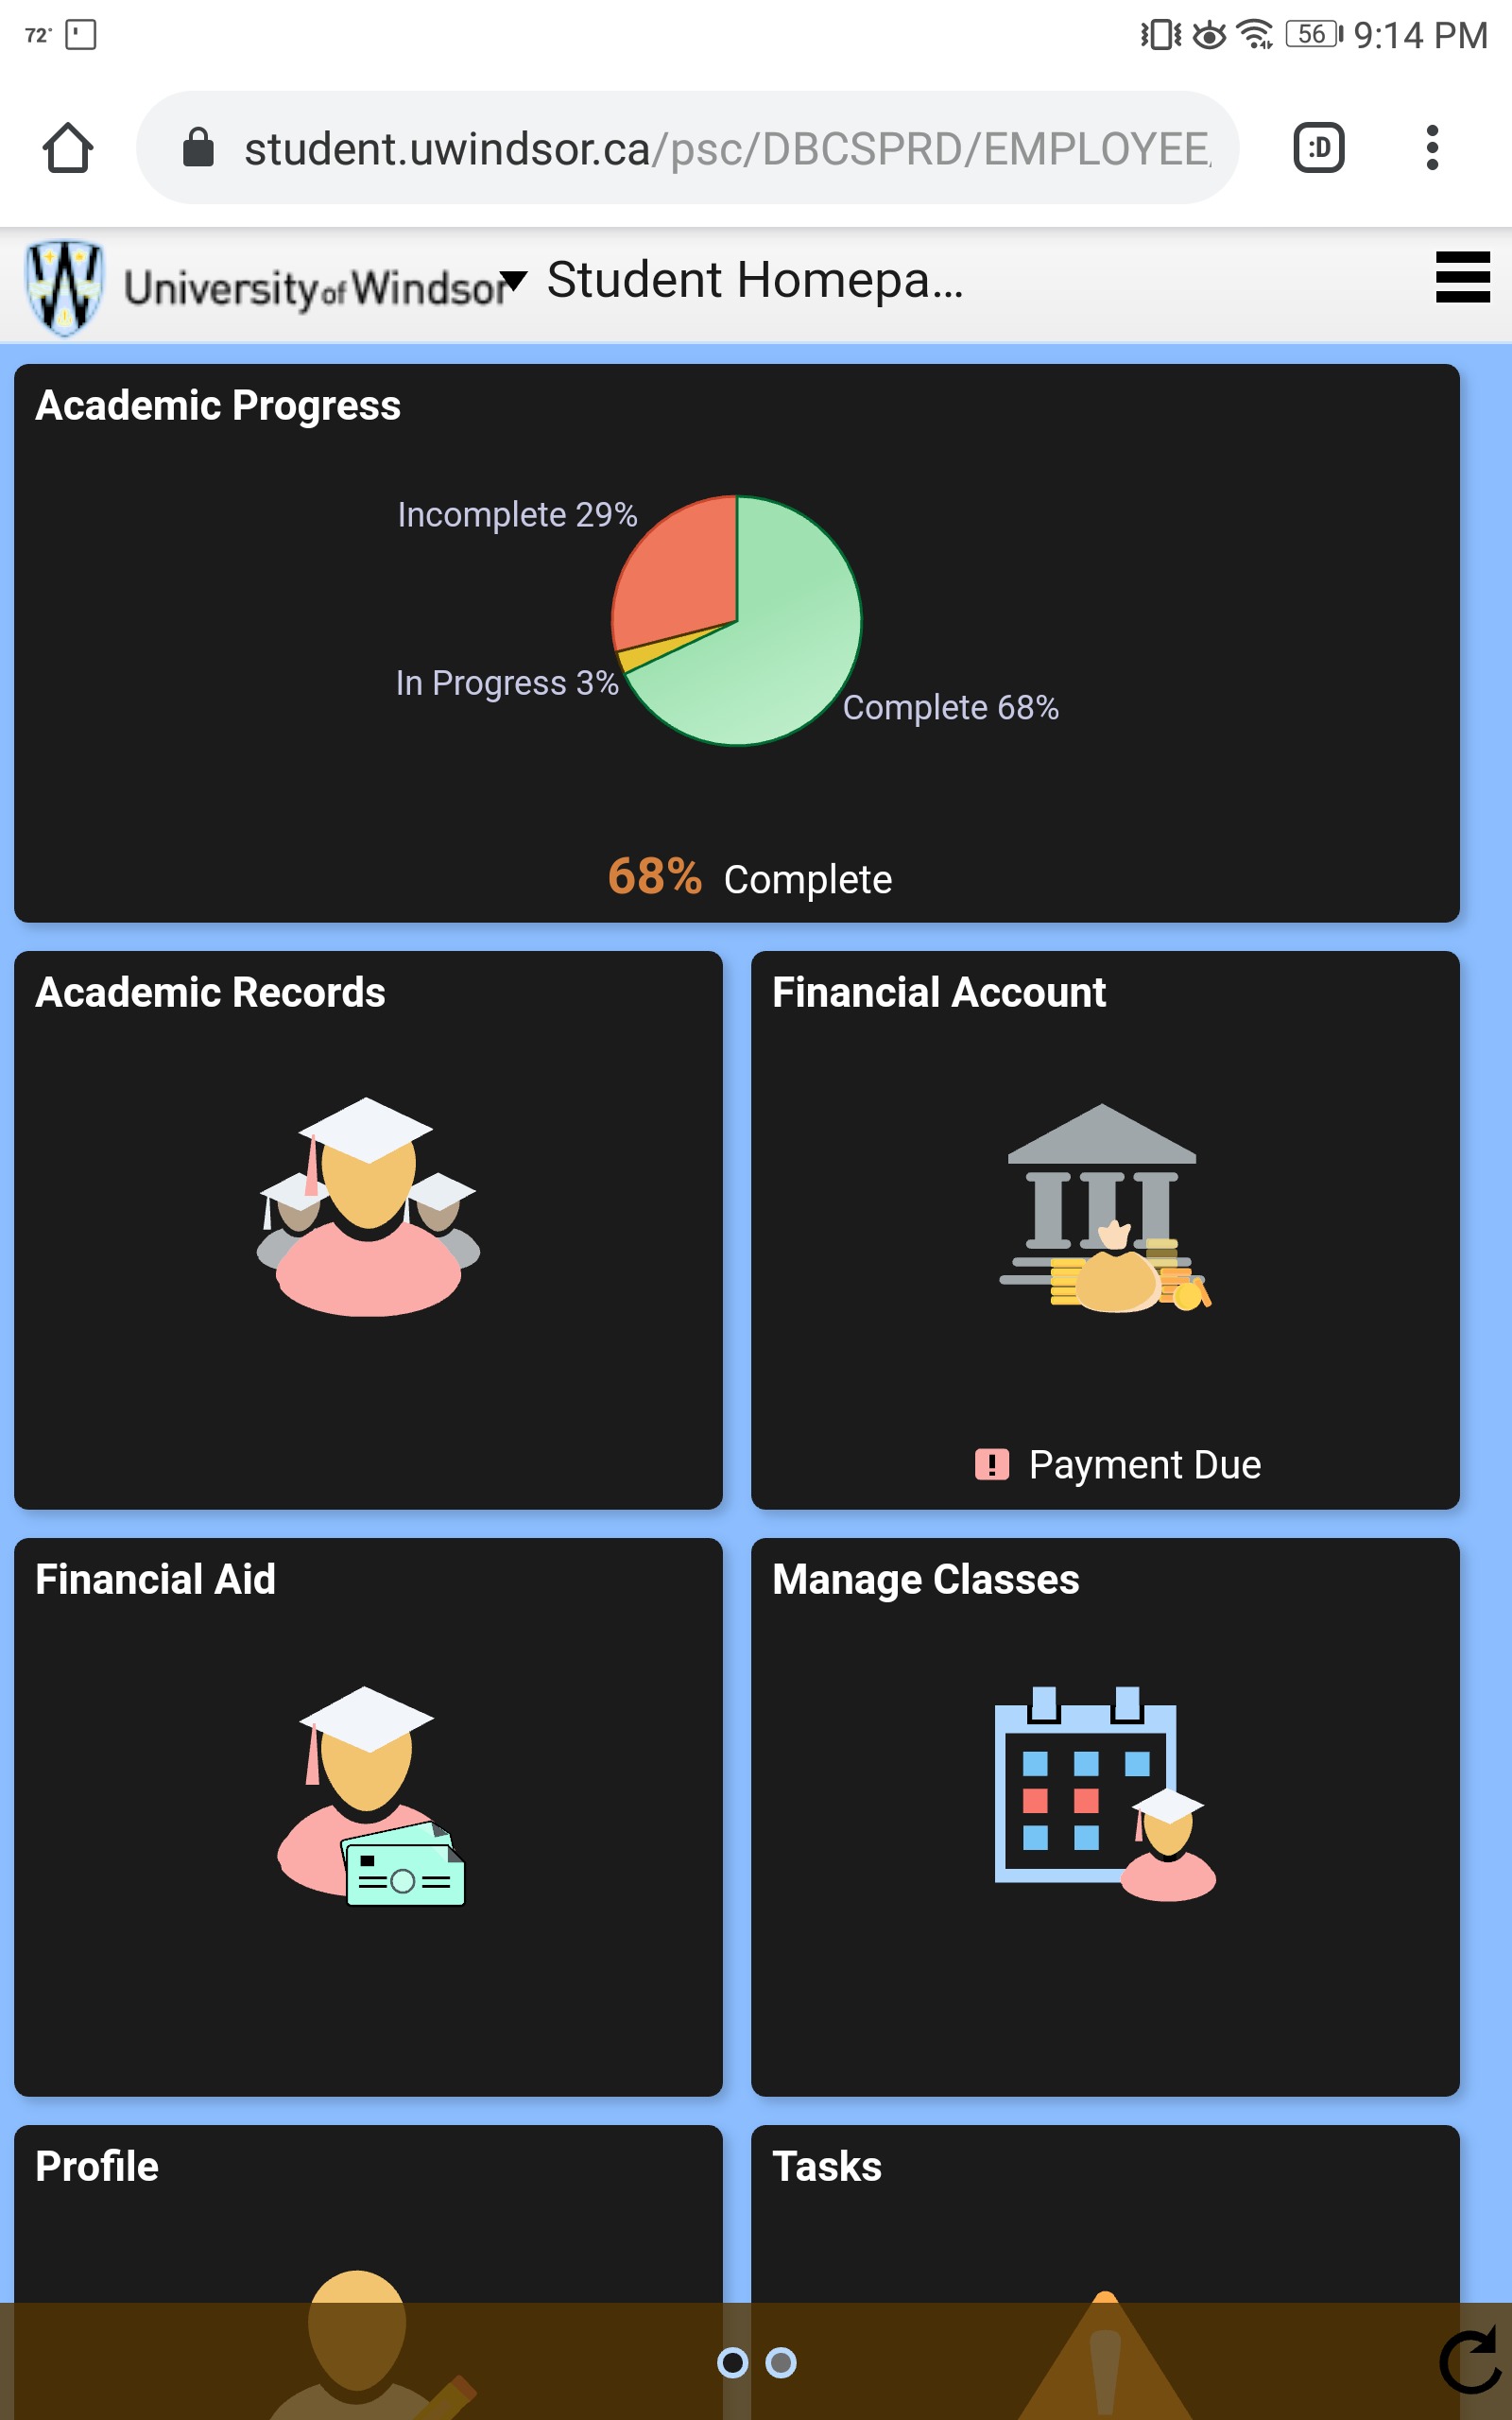 72°
56 9:14 PM
student.uwindsor.ca/psc/DBCSPRD/EMPLOYEE/
:D
University of Windsor
Student Homepa...
Academic Progress
Incomplete 29%
In Progress 3%
Complete 68%
68% Complete
Academic Records
Financial Account
Payment Due
Financial Aid
Manage Classes
Profile
Tasks